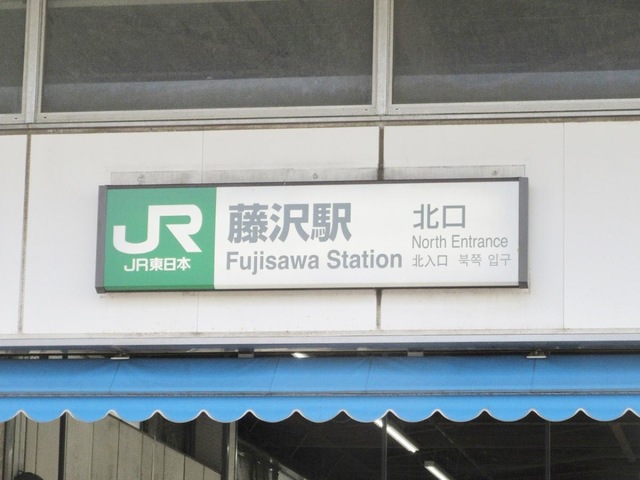 JR
JR東日本
藤沢駅
Fujisawa Station
北口
North Entrance
北入口 북쪽 입구